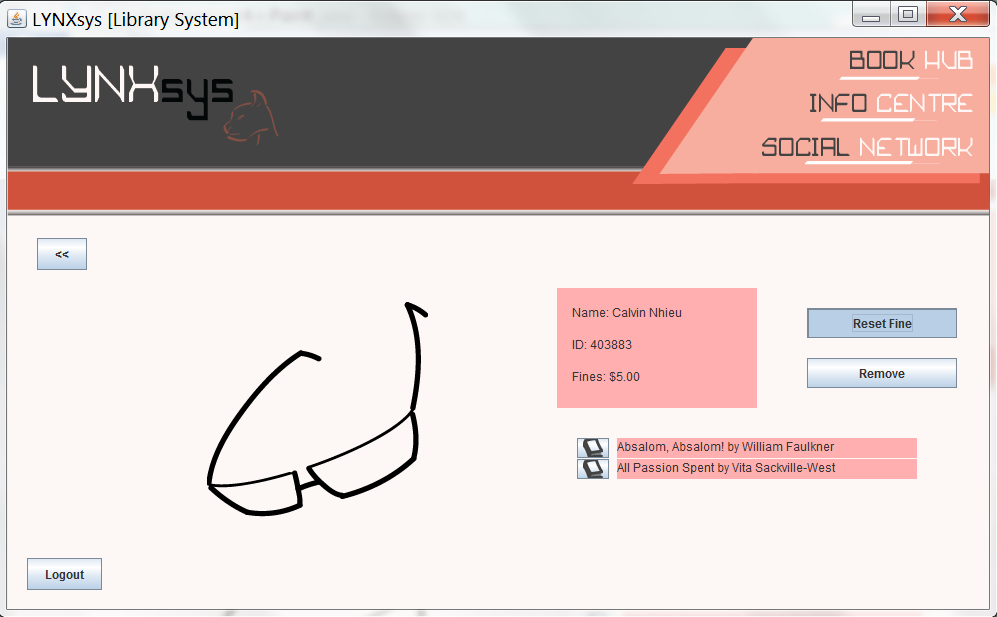 LYNXsys [Library System]
LYNXsys
BOOK HUB
INFO CENTRE
SOCIAL NETWORK
<<
Name: Calvin Nhieu
ID: 403883
Fines: $5.00
Reset Fine
Remove
Absalom, Absalom! by William Faulkner
All Passion Spent by Vita Sackville-West
Logout